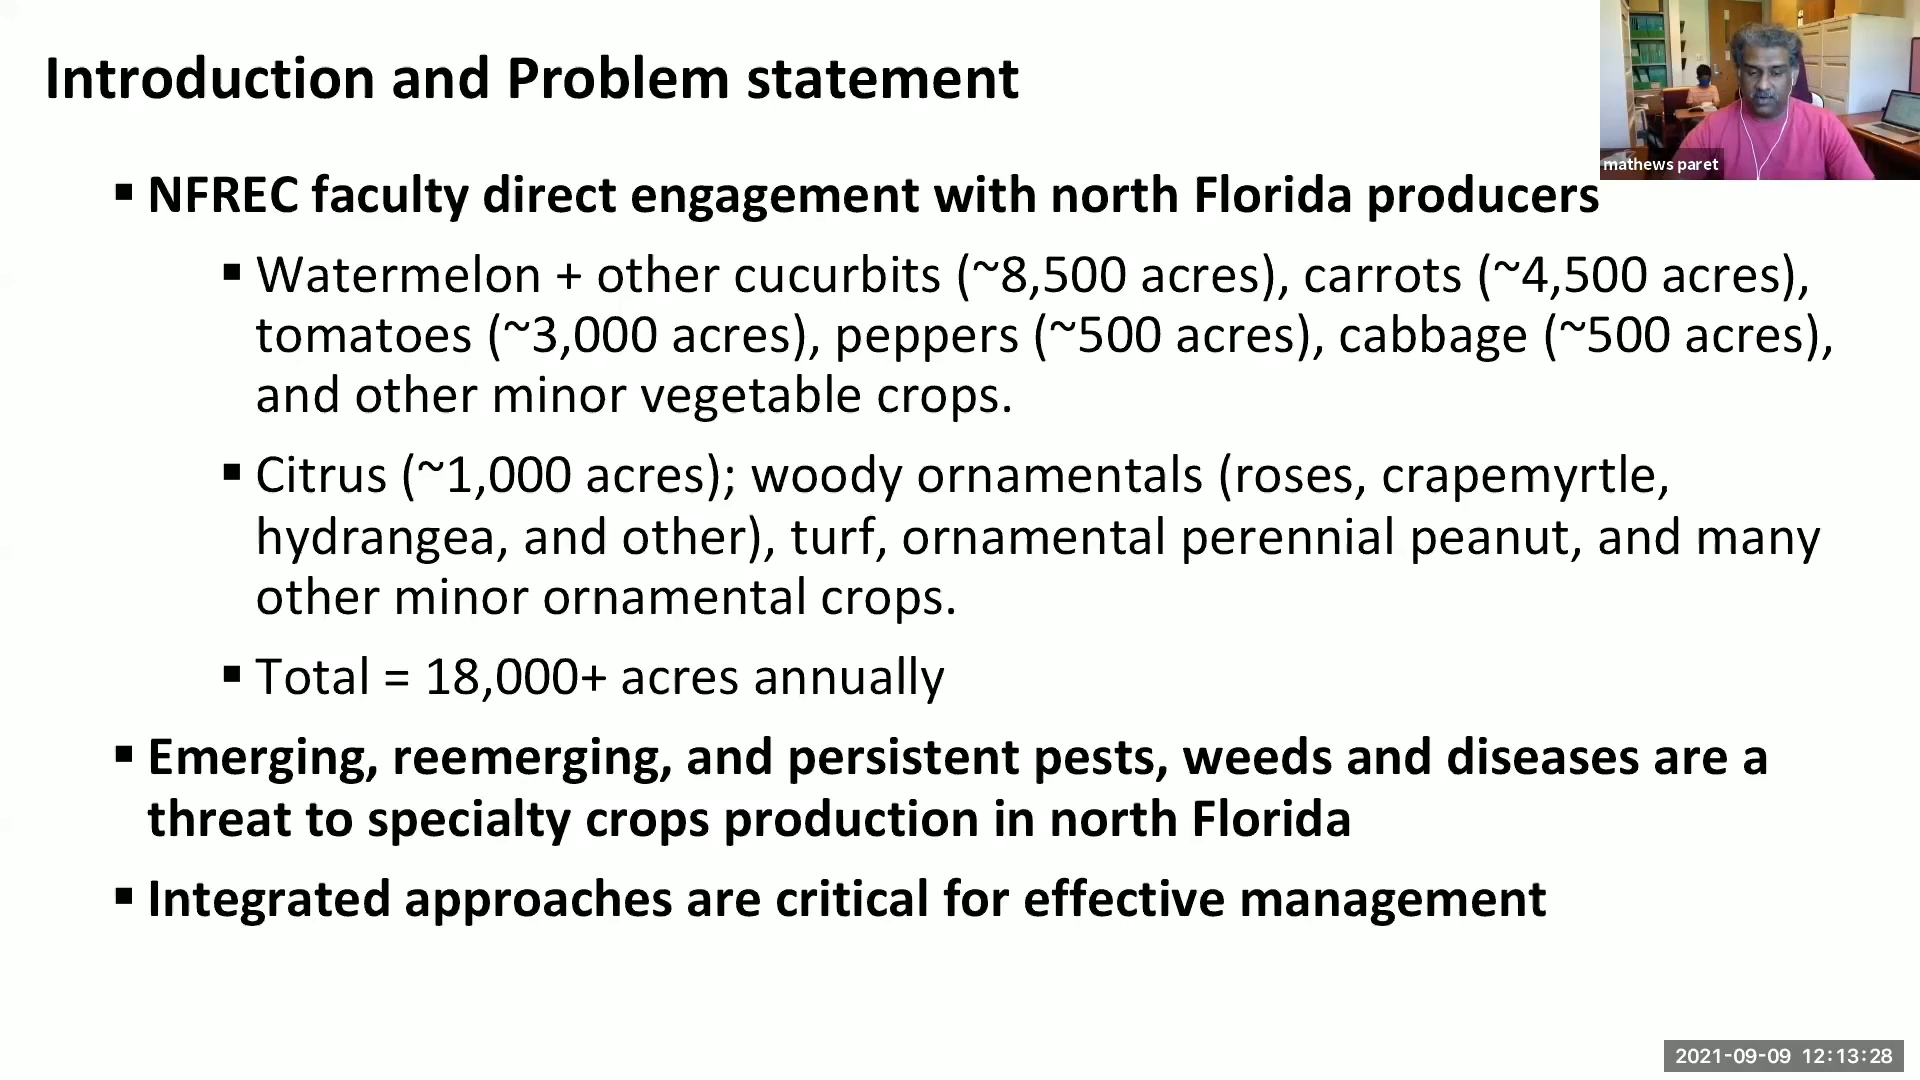 Introduction and Problem statement
mathews paret
▪ NFREC faculty direct engagement with north Florida producers
▪ Watermelon + other cucurbits (~8,500 acres), carrots (~4,500 acres),
tomatoes (~3,000 acres), peppers (~500 acres), cabbage (~500 acres),
and other minor vegetable crops.
▪ Citrus (~1,000 acres); woody ornamentals (roses, crapemyrtle,
hydrangea, and other), turf, ornamental perennial peanut, and many
other minor ornamental crops.
▪ Total = 18,000+ acres annually
▪ Emerging, reemerging, and persistent pests, weeds and diseases are a
threat to specialty crops production in north Florida
▪ Integrated approaches are critical for effective management
2021-09-09 12:13:28